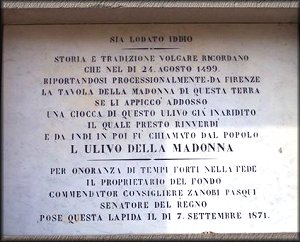 SIA LODATO IDDIO
STORIA E TRADIZIONE VOLGARE RICORDANO
CHE NEL DI 24. AGOSTO 1499.
RIPORTANDOSI PROCESSIONALMENTE DA FIRENZE
LA TAVOLA DELLA MADONNA DI QUESTA TERRA
SE LI APPICCÒ ADDOSSO
UNA CIOCCA DI QUESTO ULIVO GIÀ INARIDITO
IL QUALE PRESTO RINVERDÌ
E DA INDI IN POI FU CHIAMATO DAL POPOLO
L ULIVO DELLA MADONNA
PER ONORANZA DI TEMPI FORTI NELLA FEDE
IL PROPRIETARIO DEL FONDO
COMMENDATOR CONSIGLIERE ZANOBI PASQUI
SENATORE DEL REGNO
POSE QUESTA LAPIDA IL DI 7. SETTEMBRE 1871.